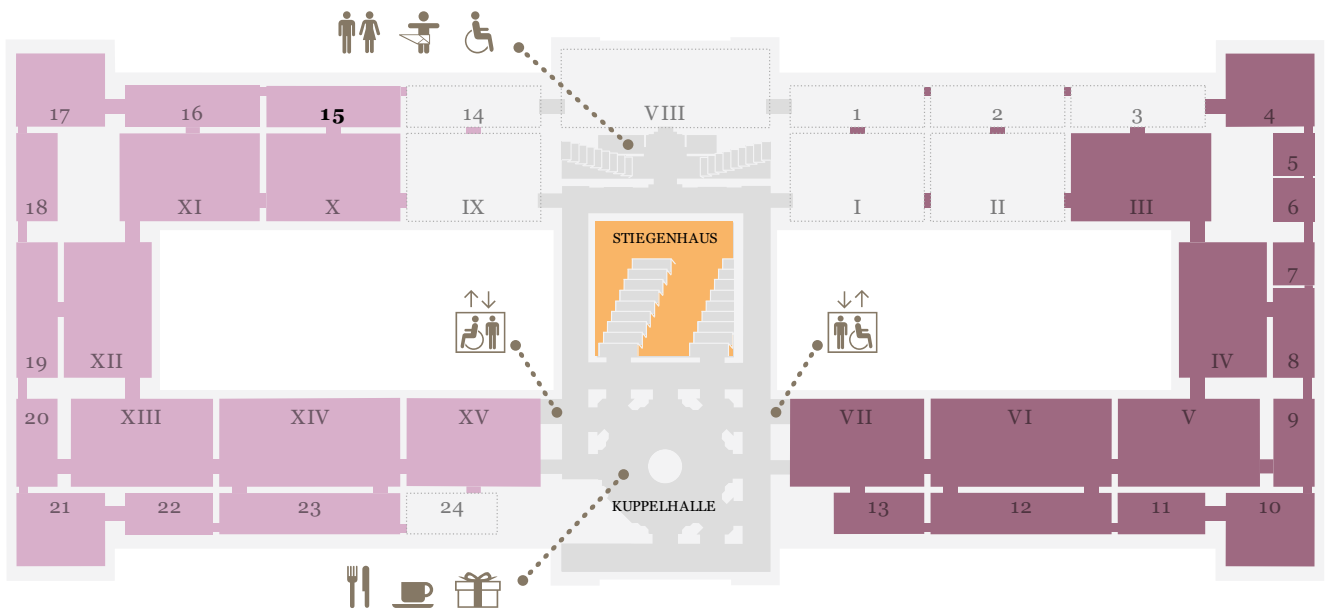 17
16
15
14
VIII
1
2
3
4
18
XI
X
IX
I
II
III
5
6
STIEGENHAUS
19
XII
7
IV
8
20
XIII
XIV
XV
VII
VI
V
9
21
22
23
24
KUPPELHALLE
13
12
11
10